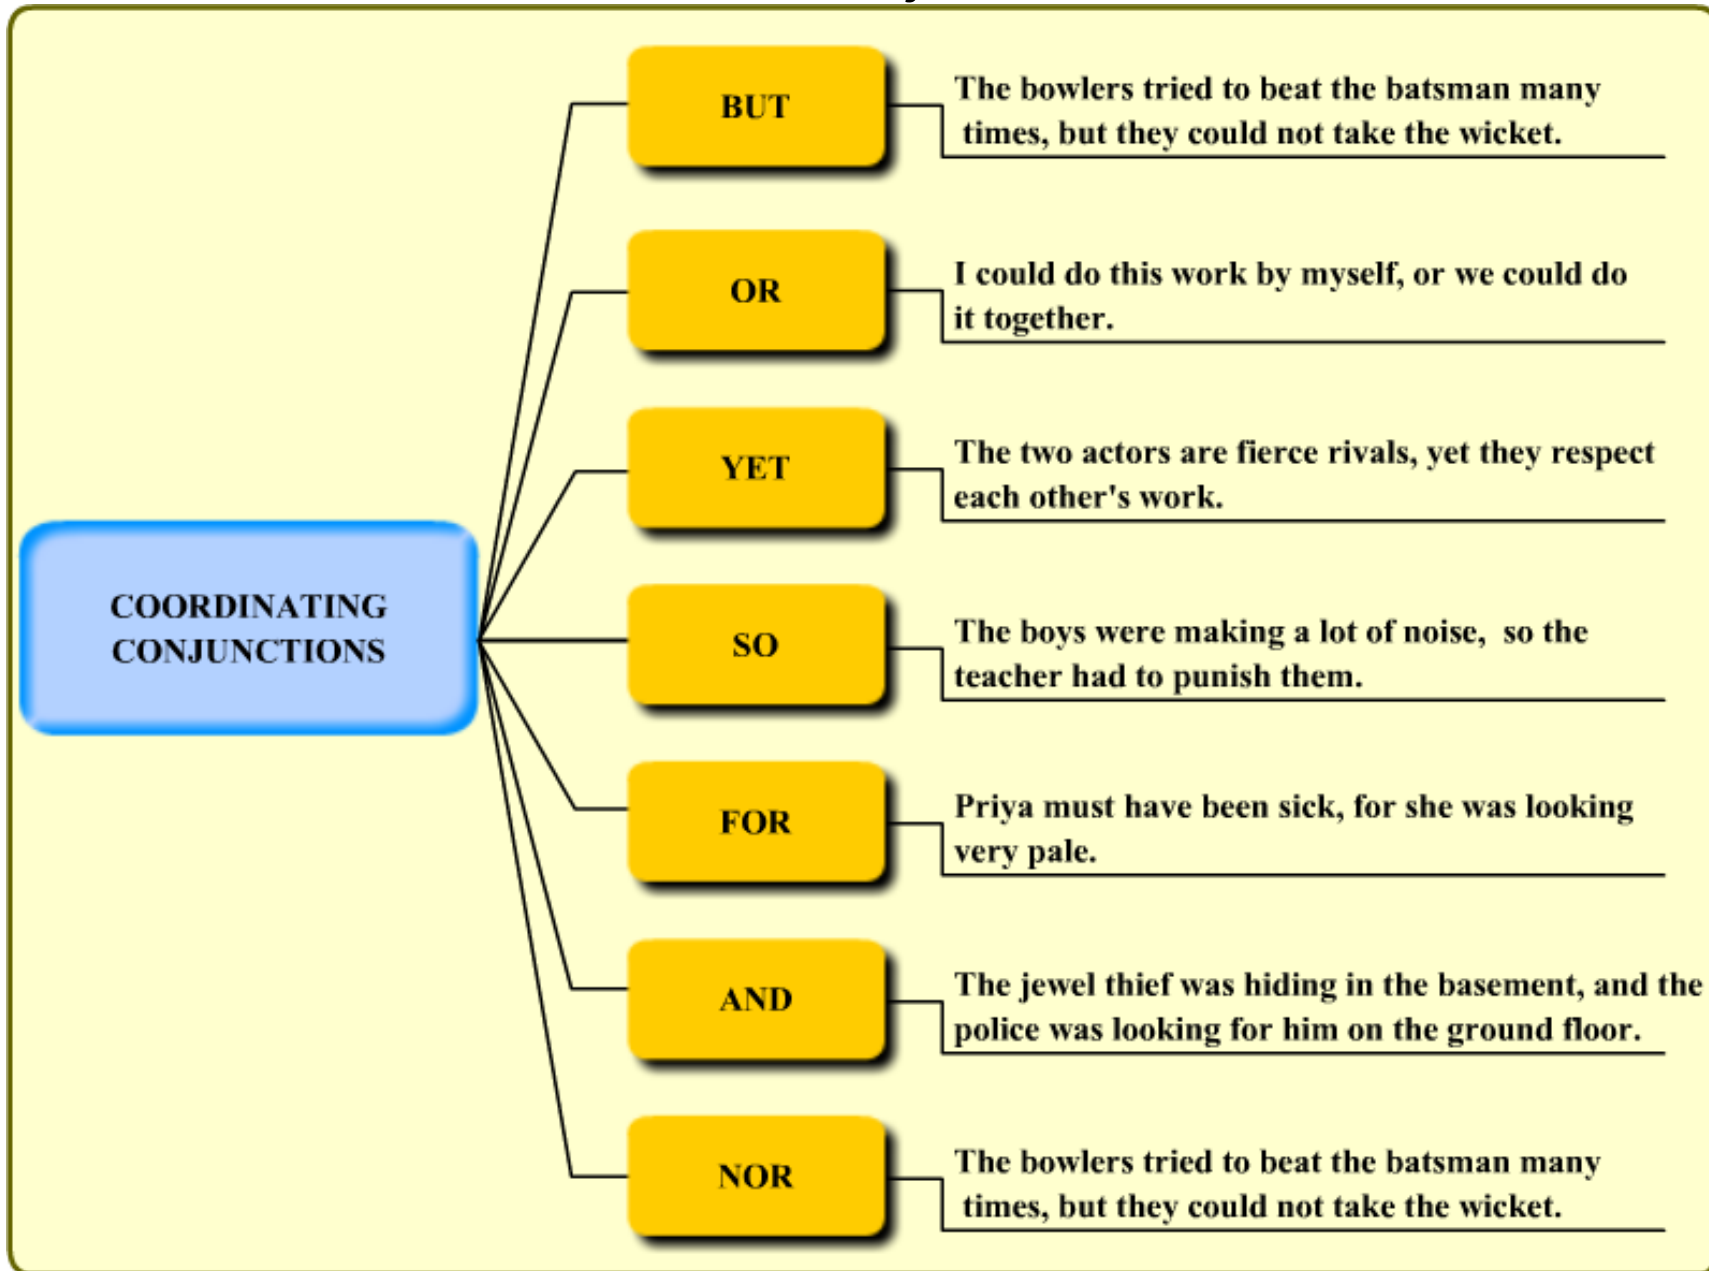 COORDINATING
CONJUNCTIONS
BUT
The bowlers tried to beat the batsman many
times, but they could not take the wicket.
OR
I could do this work by myself, or we could do
it together.
YET
The two actors are fierce rivals, yet they respect
each other's work.
SO
The boys were making a lot of noise,  so the
teacher had to punish them.
FOR
Priya must have been sick, for she was looking
very pale.
AND
The jewel thief was hiding in the basement, and the
police was looking for him on the ground floor.
NOR
The bowlers tried to beat the batsman many
times, but they could not take the wicket.